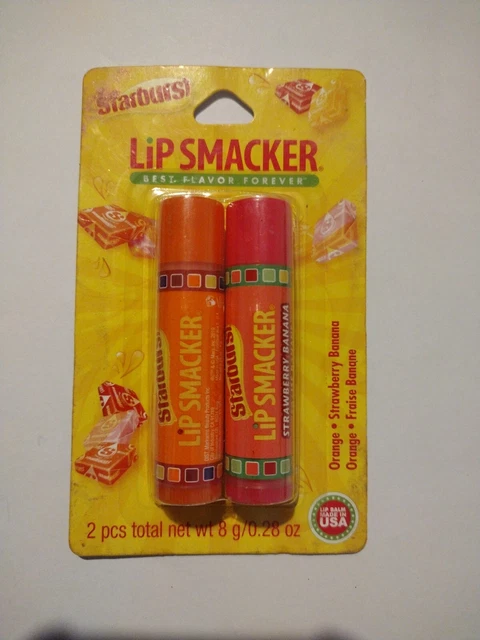 Starburst
LiP SMACKER
BEST FLAVOR FOREVER
Starburst
LiP SMACKER
Starburst
LiP SMACKER
STRAWBERRY BANANA
Orange • Strawberry Banana
Orange • Fraise Banane
2 pcs total net wt 8 g/0.28 oz
LIP BALM
MADE IN
USA